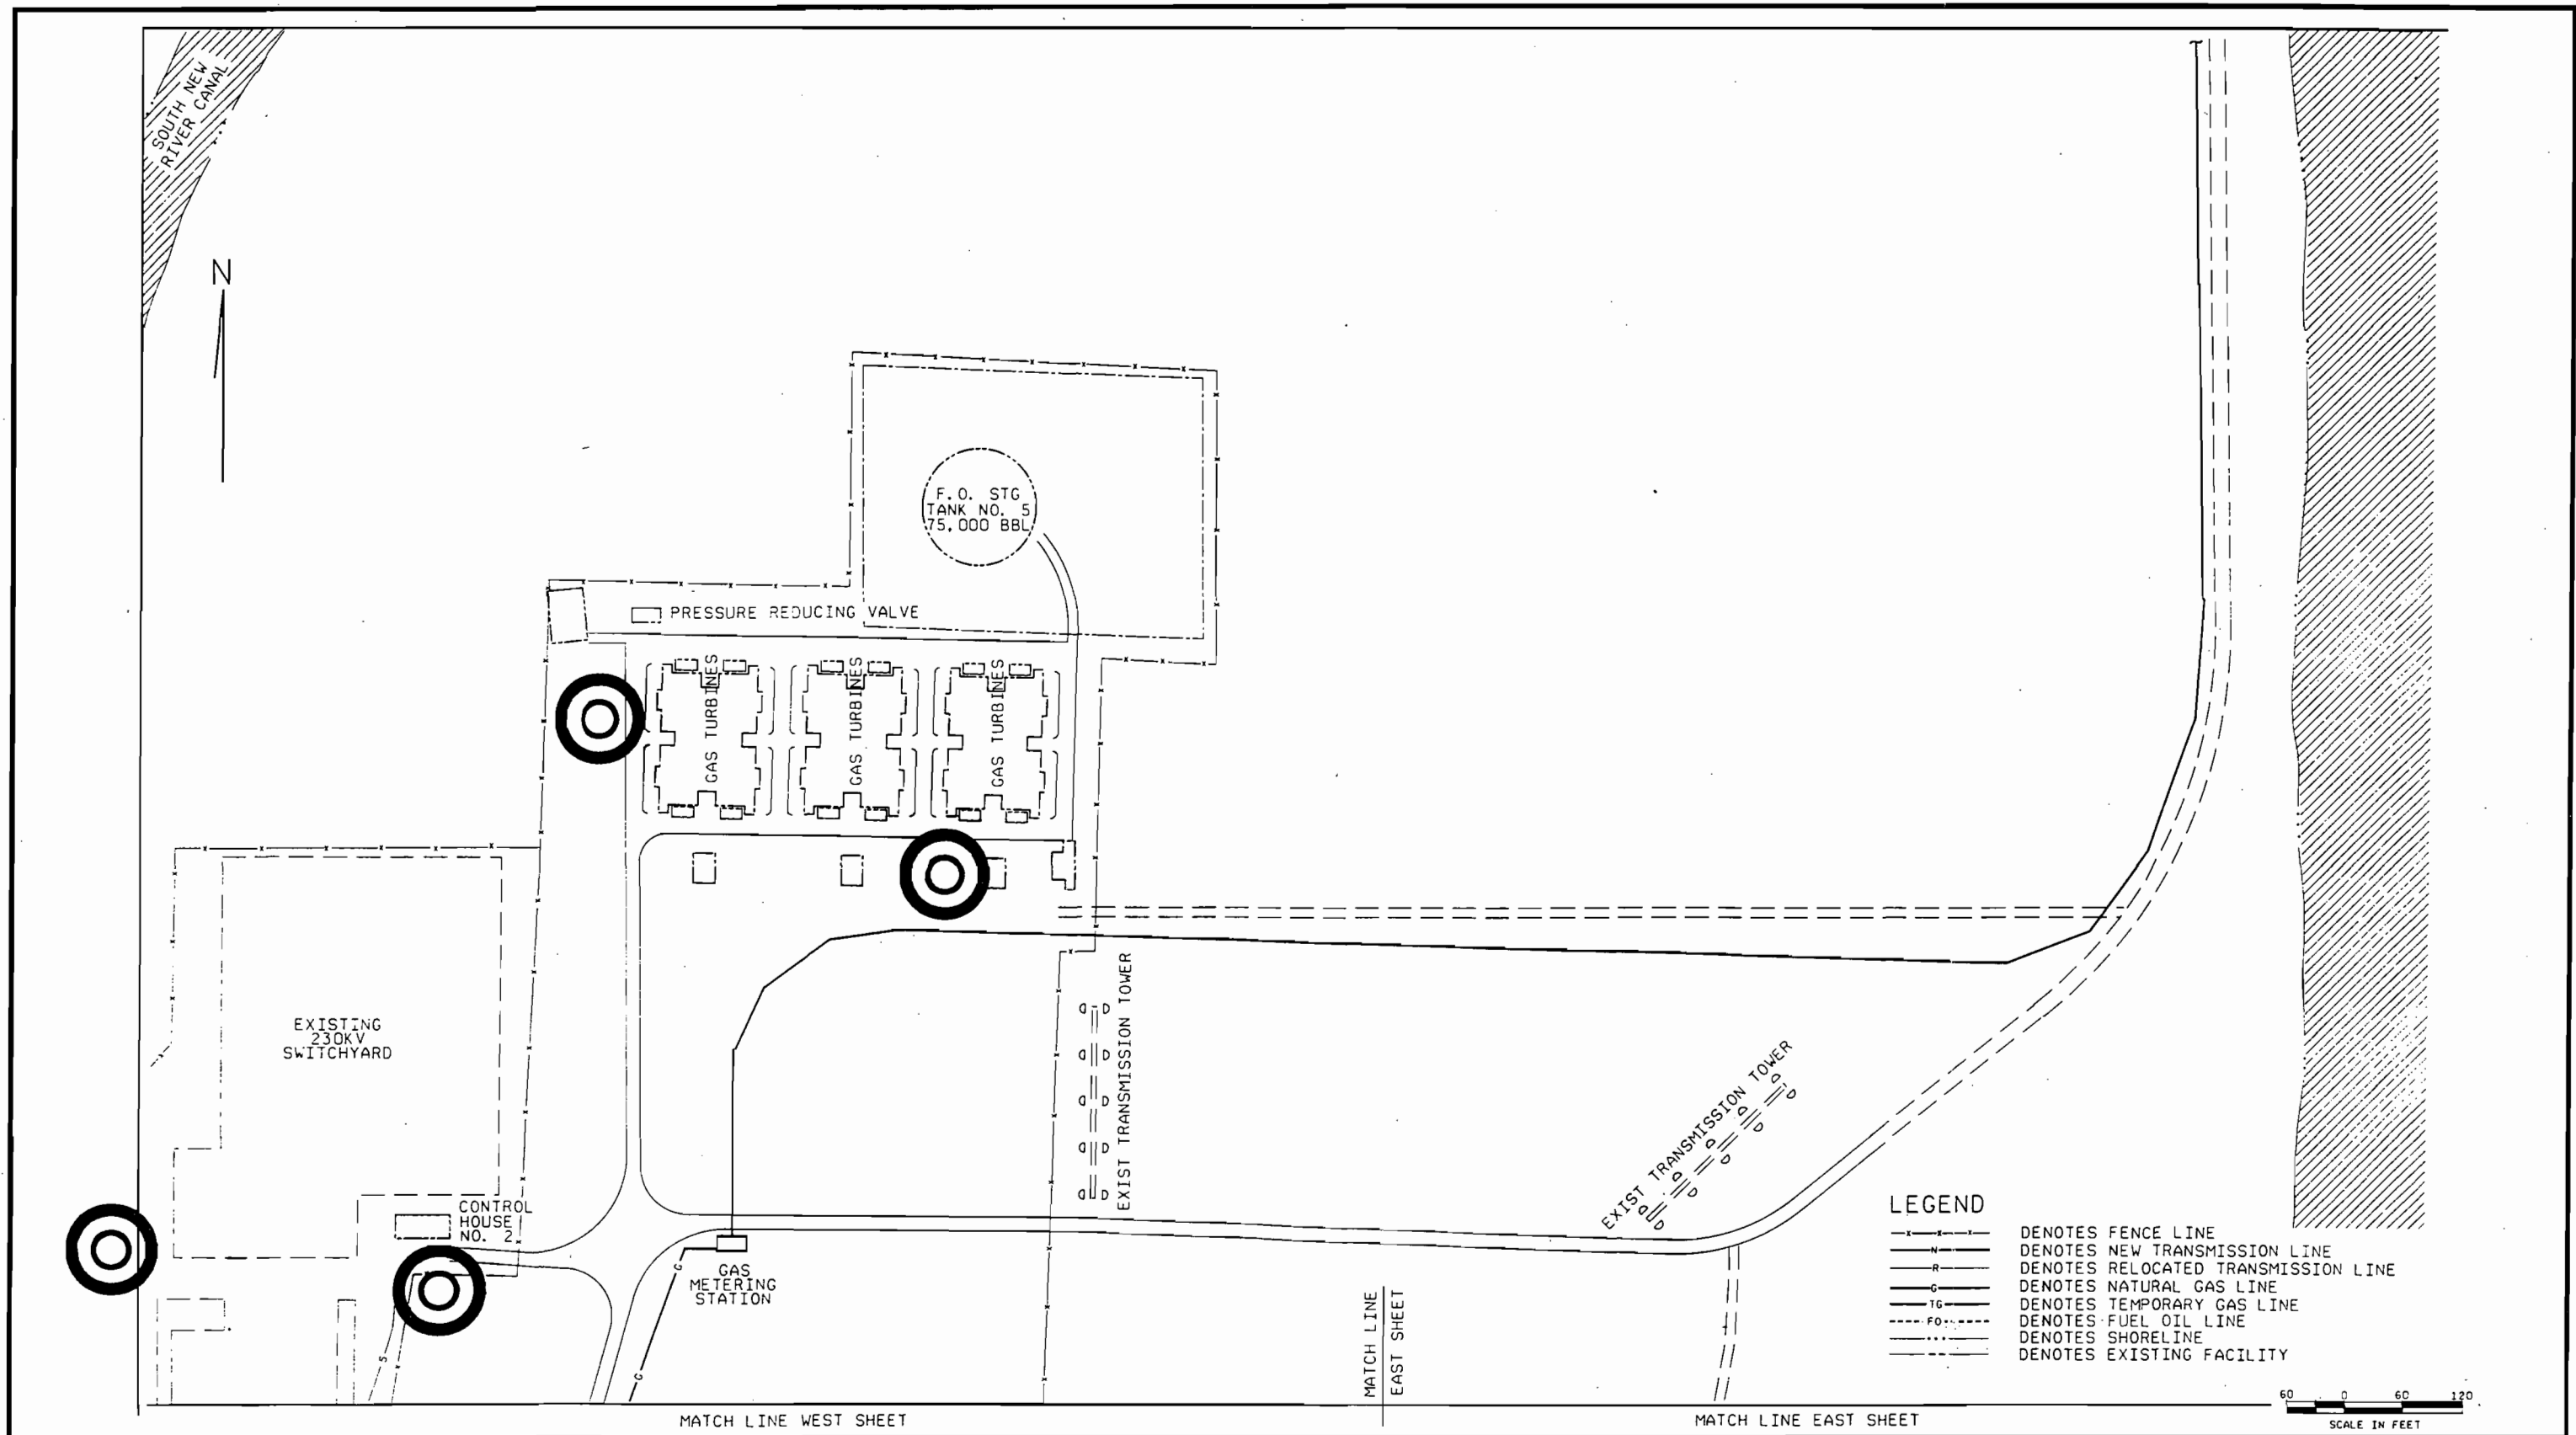 SOUTH NEW
RIVER CANAL
N
F.O. STG
TANK NO. 5
75,000 BBL
PRESSURE REDUCING VALVE
GAS TURBINES
GAS TURBINES
GAS TURBINES
EXISTING
230KV
SWITCHYARD
EXIST TRANSMISSION TOWER
EXIST TRANSMISSION TOWER
CONTROL
HOUSE
NO. 2
GAS
METERING
STATION
G
G
S
MATCH LINE
EAST SHEET
LEGEND
DENOTES FENCE LINE
N DENOTES NEW TRANSMISSION LINE
R DENOTES RELOCATED TRANSMISSION LINE
G DENOTES NATURAL GAS LINE
TG DENOTES TEMPORARY GAS LINE
FO DENOTES FUEL OIL LINE
DENOTES SHORELINE
DENOTES EXISTING FACILITY
60 0 60 120
SCALE IN FEET
MATCH LINE WEST SHEET
MATCH LINE EAST SHEET